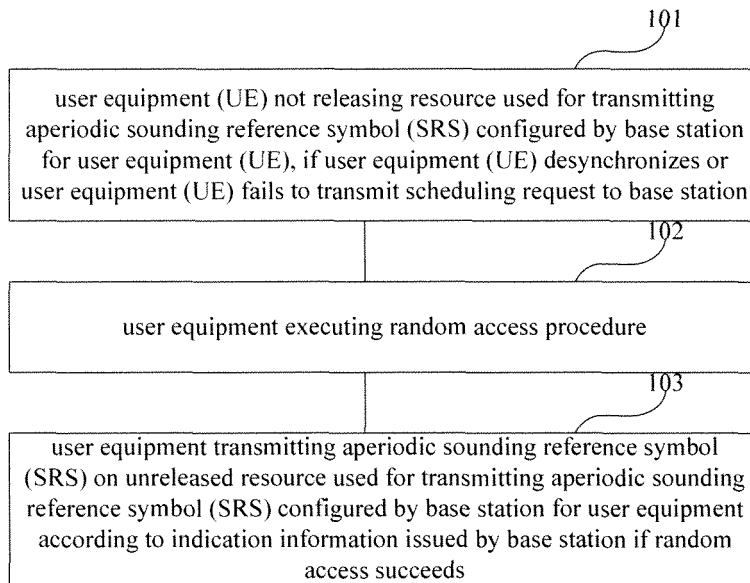 101
user equipment (UE) not releasing resource used for transmitting
aperiodic sounding reference symbol (SRS) configured by base station
for user equipment (UE), if user equipment (UE) desynchronizes or
user equipment (UE) fails to transmit scheduling request to base station
102
user equipment executing random access procedure
103
user equipment transmitting aperiodic sounding reference symbol
(SRS) on unreleased resource used for transmitting aperiodic sounding
reference symbol (SRS) configured by base station for user equipment
according to indication information issued by base station if random
access succeeds